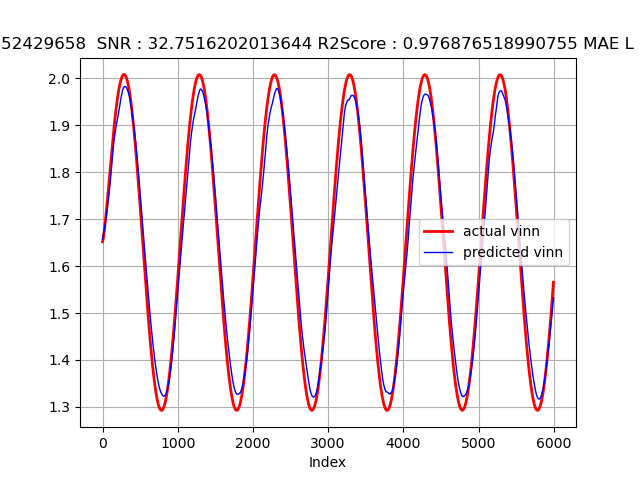 52429658  SNR : 32.7516202013644 R2Score : 0.976876518990755 MAE L
2.0
1.9
1.8
1.7
1.6
1.5
1.4
1.3
actual vinn
predicted vinn
0 1000 2000 3000 4000 5000 6000
Index